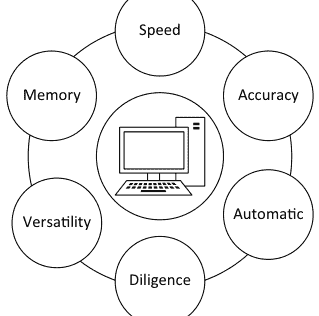 Speed
Memory
Accuracy
Versatility
Automatic
Diligence